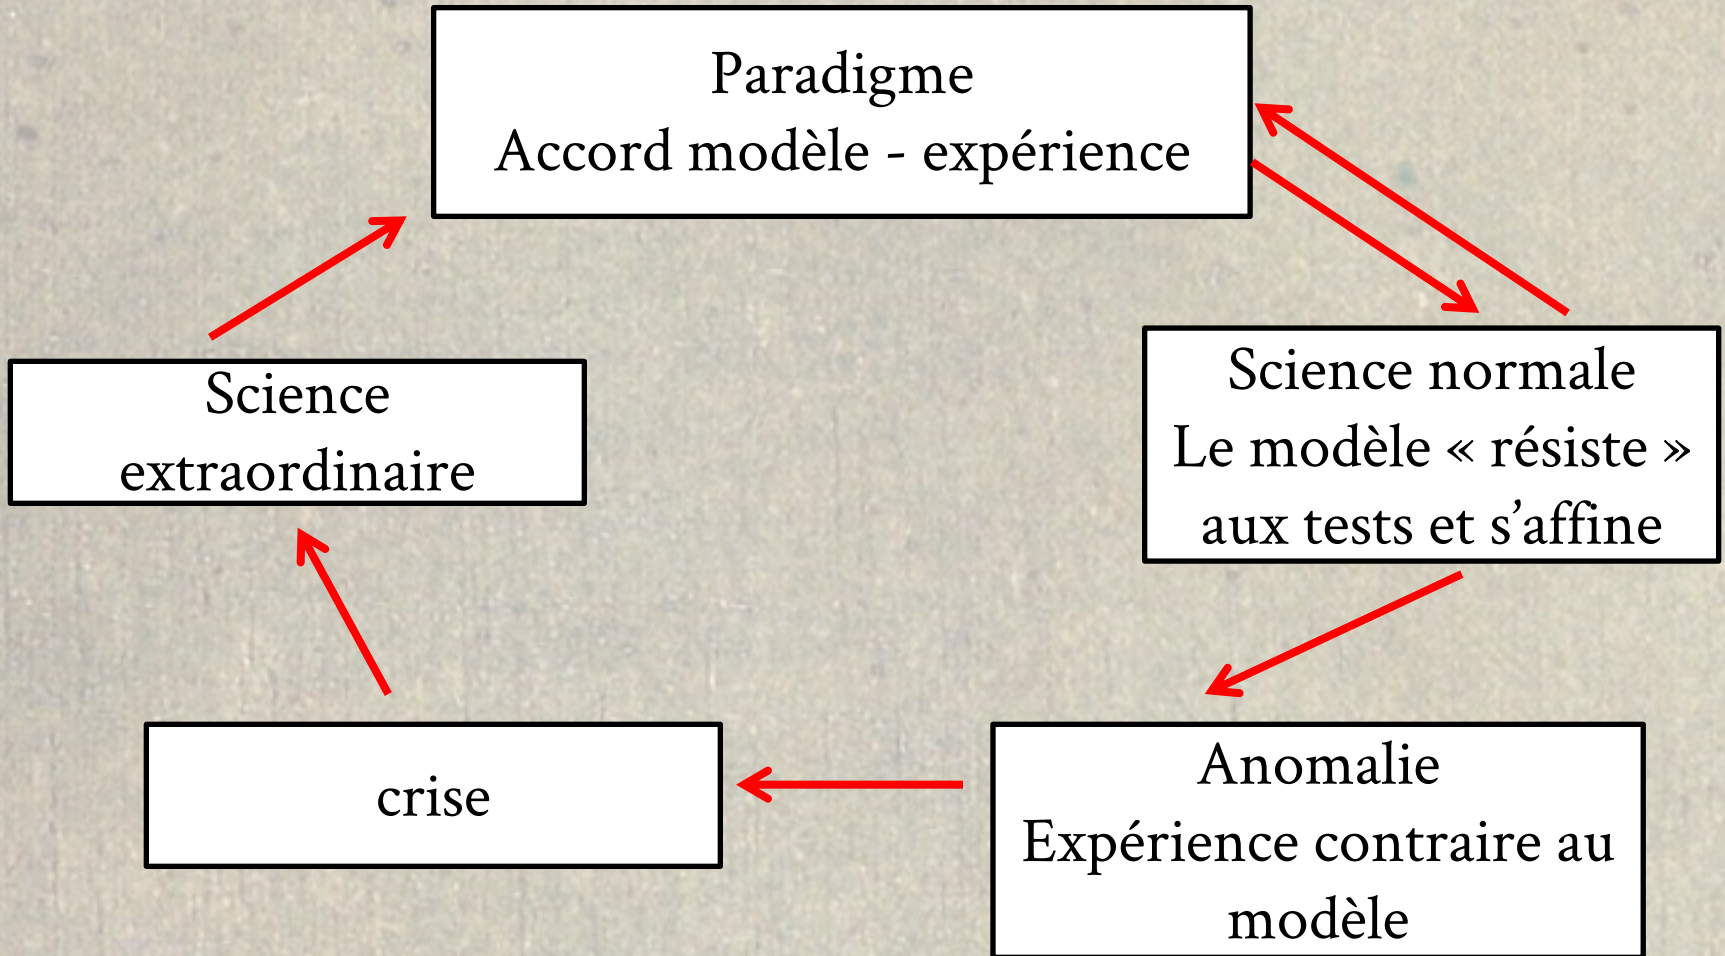 Paradigme
Accord modèle - expérience
Science normale
Le modèle « résiste »
aux tests et s’affine
Science
extraordinaire
crise
Anomalie
Expérience contraire au
modèle